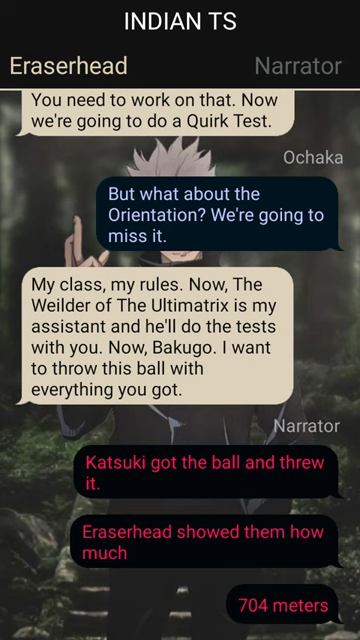 INDIAN TS
Eraserhead
Narrator
You need to work on that. Now
we're going to do a Quirk Test.
Ochaka
But what about the
Orientation? We're going to
miss it.
My class, my rules. Now, The
Weilder of The Ultimatrix is my
assistant and he'll do the tests
with you. Now, Bakugo. I want
to throw this ball with
everything you got.
Narrator
Katsuki got the ball and threw
it.
Eraserhead showed them how
much
704 meters